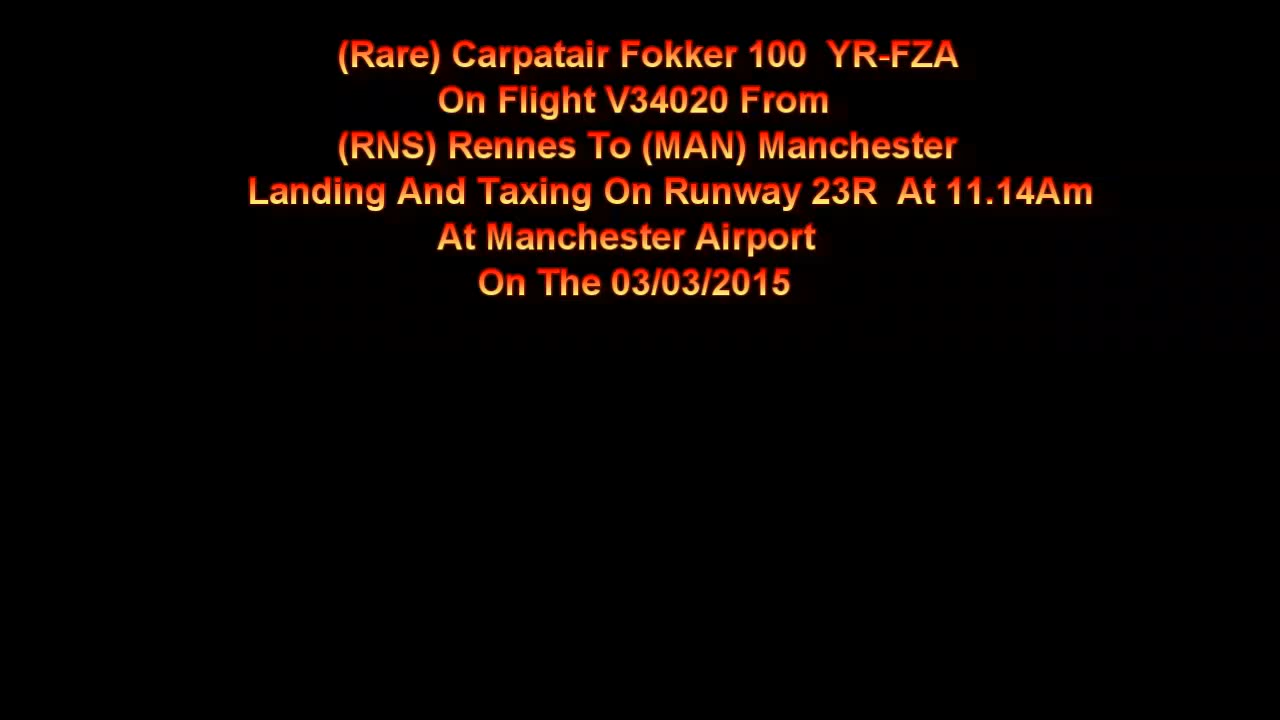 (Rare) Carpatair Fokker 100  YR-FZA
On Flight V34020 From
(RNS) Rennes To (MAN) Manchester
Landing And Taxing On Runway 23R  At 11.14Am
At Manchester Airport
On The 03/03/2015